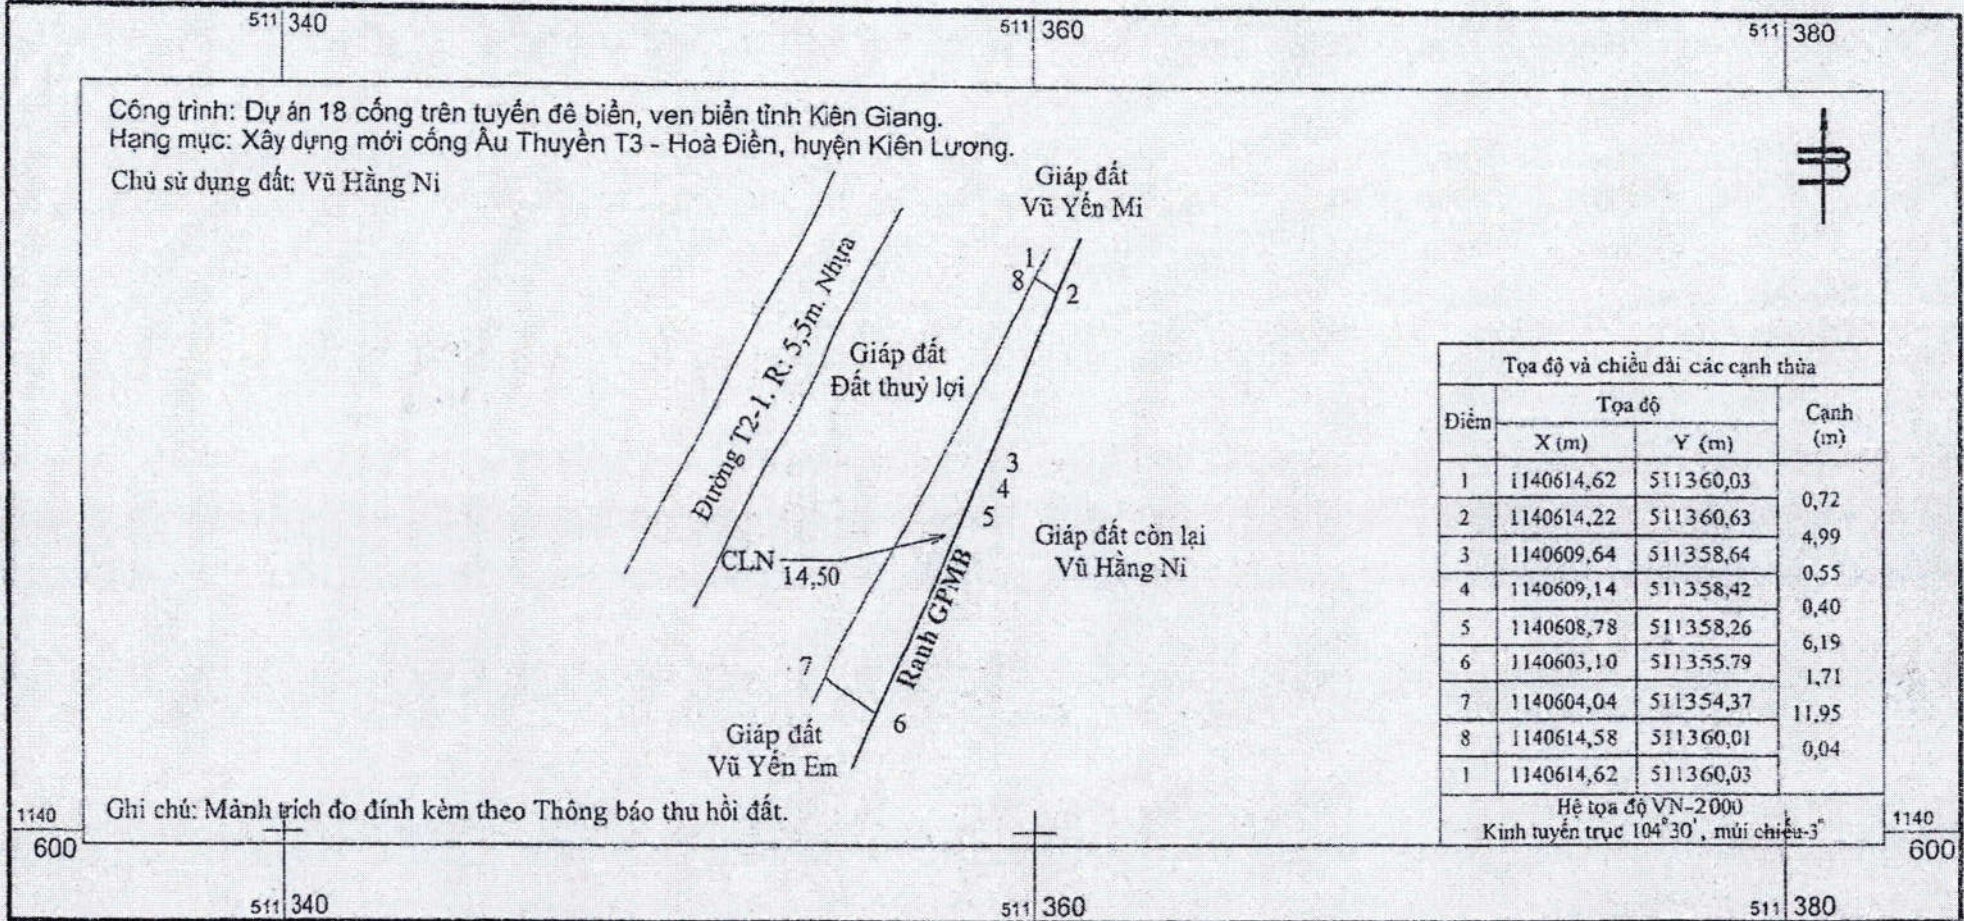 511 340
511 360
511 380
Công trình: Dự án 18 cống trên tuyến đê biển, ven biển tỉnh Kiên Giang.
Hạng mục: Xây dựng mới cống Âu Thuyền T3 - Hoà Điền, huyện Kiên Lương.
Chủ sử dụng đất: Vũ Hằng Ni
Giáp đất
Vũ Yến Mi
1
8
2
Đường T2-1. R: 5,5m. Nhựa
Giáp đất
Đất thuỷ lợi
3
4
5
Giáp đất còn lại
Vũ Hằng Ni
CLN
14,50
Ranh GPMB
7
6
Giáp đất
Vũ Yến Em
Tọa độ và chiều dài các cạnh thửa
Điểm Tọa độ Cạnh (m)
X (m) Y (m)
1 1140614,62 511360,03
0,72
2 1140614,22 511360,63
4,99
3 1140609,64 511358,64
0,55
4 1140609,14 511358,42
0,40
5 1140608,78 511358,26
6,19
6 1140603,10 511355,79
1,71
7 1140604,04 511354,37
11,95
8 1140614,58 511360,01
0,04
1 1140614,62 511360,03
Hệ tọa độ VN-2000
Kinh tuyến trục 104°30', múi chiếu-3°
Ghi chú: Mảnh trích đo đính kèm theo Thông báo thu hồi đất.
1140
600
1140
600
511 340
511 360
511 380
B